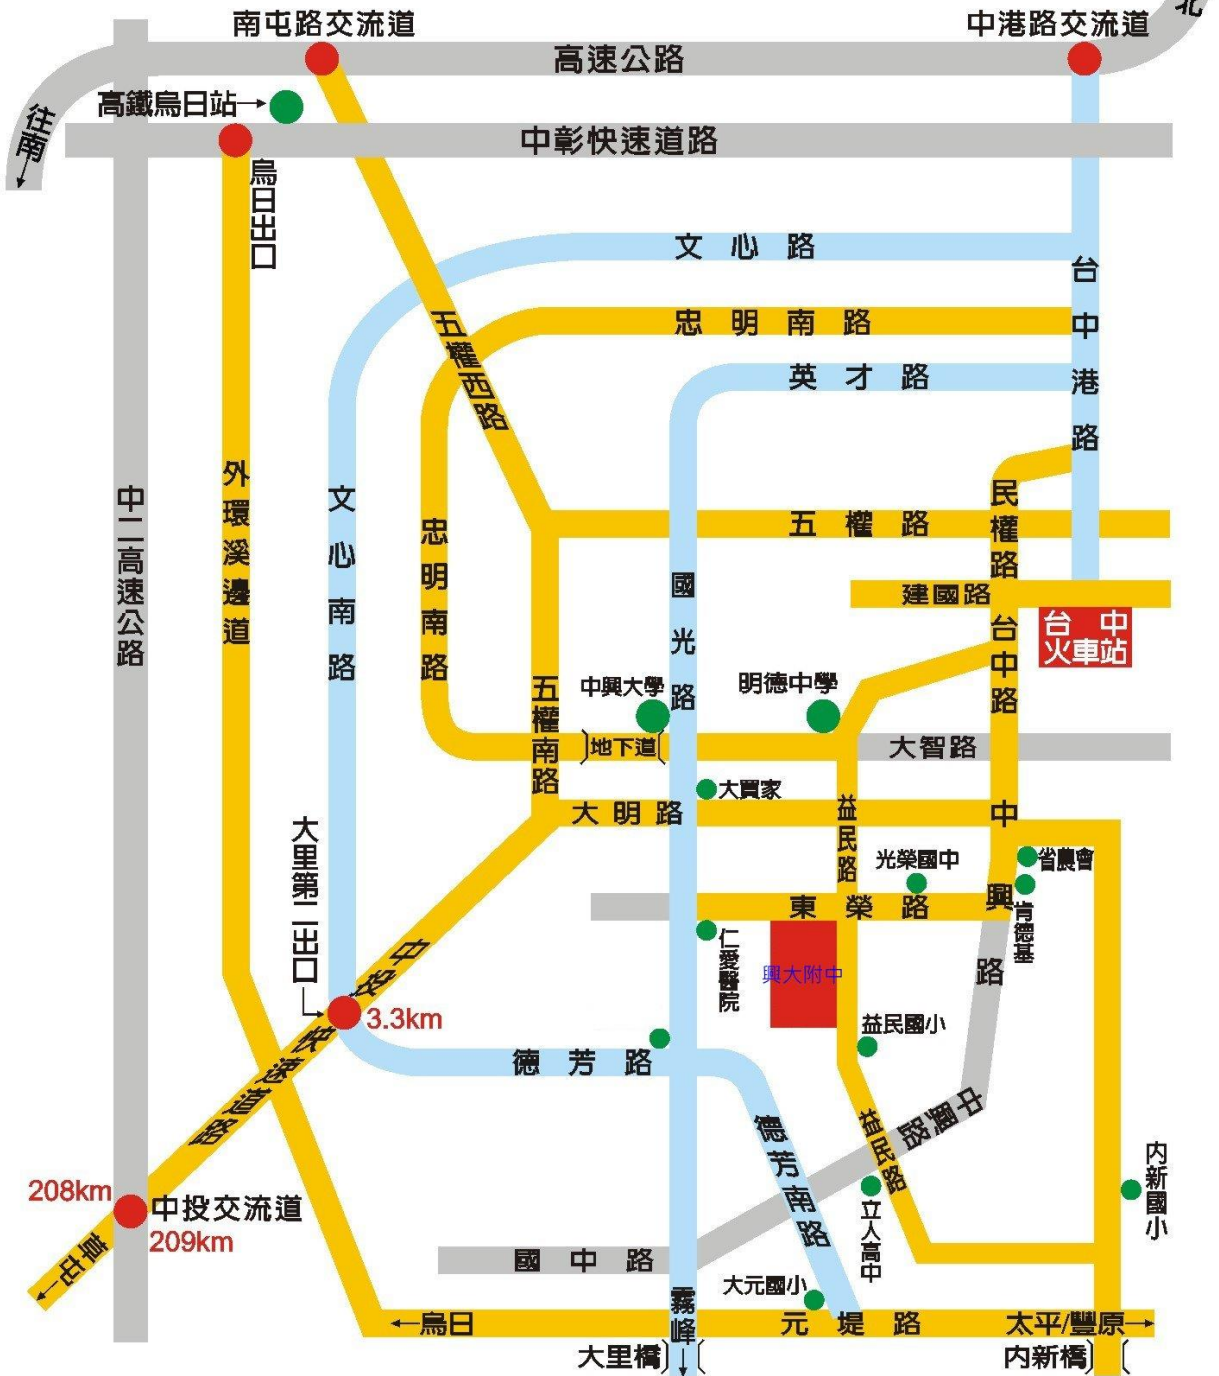 北
南屯路交流道
中港路交流道
高速公路
往南
高鐵烏日站
中彰快速道路
烏日出口
文心路
台中港路
忠明南路
五權西路
英才路
民權路
中二高速公路
外環溪邊道
文心南路
忠明南路
五權路
國光路
建國路
台中路
台中
火車站
五權南路
中興大學
明德中學
地下道
大智路
大買家
大明路
益民路
中興路
大里第二出口
光榮國中
省農會
東榮路
肯德基
仁愛醫院
興大附中
中投快速道路
3.3km
益民國小
德芳路
德芳南路
益民路
國中路
內新國小
208km
中投交流道
209km
草屯
立人高中
國中路
大元國小
霧峰
烏日
元堤路
太平/豐原
大里橋
內新橋